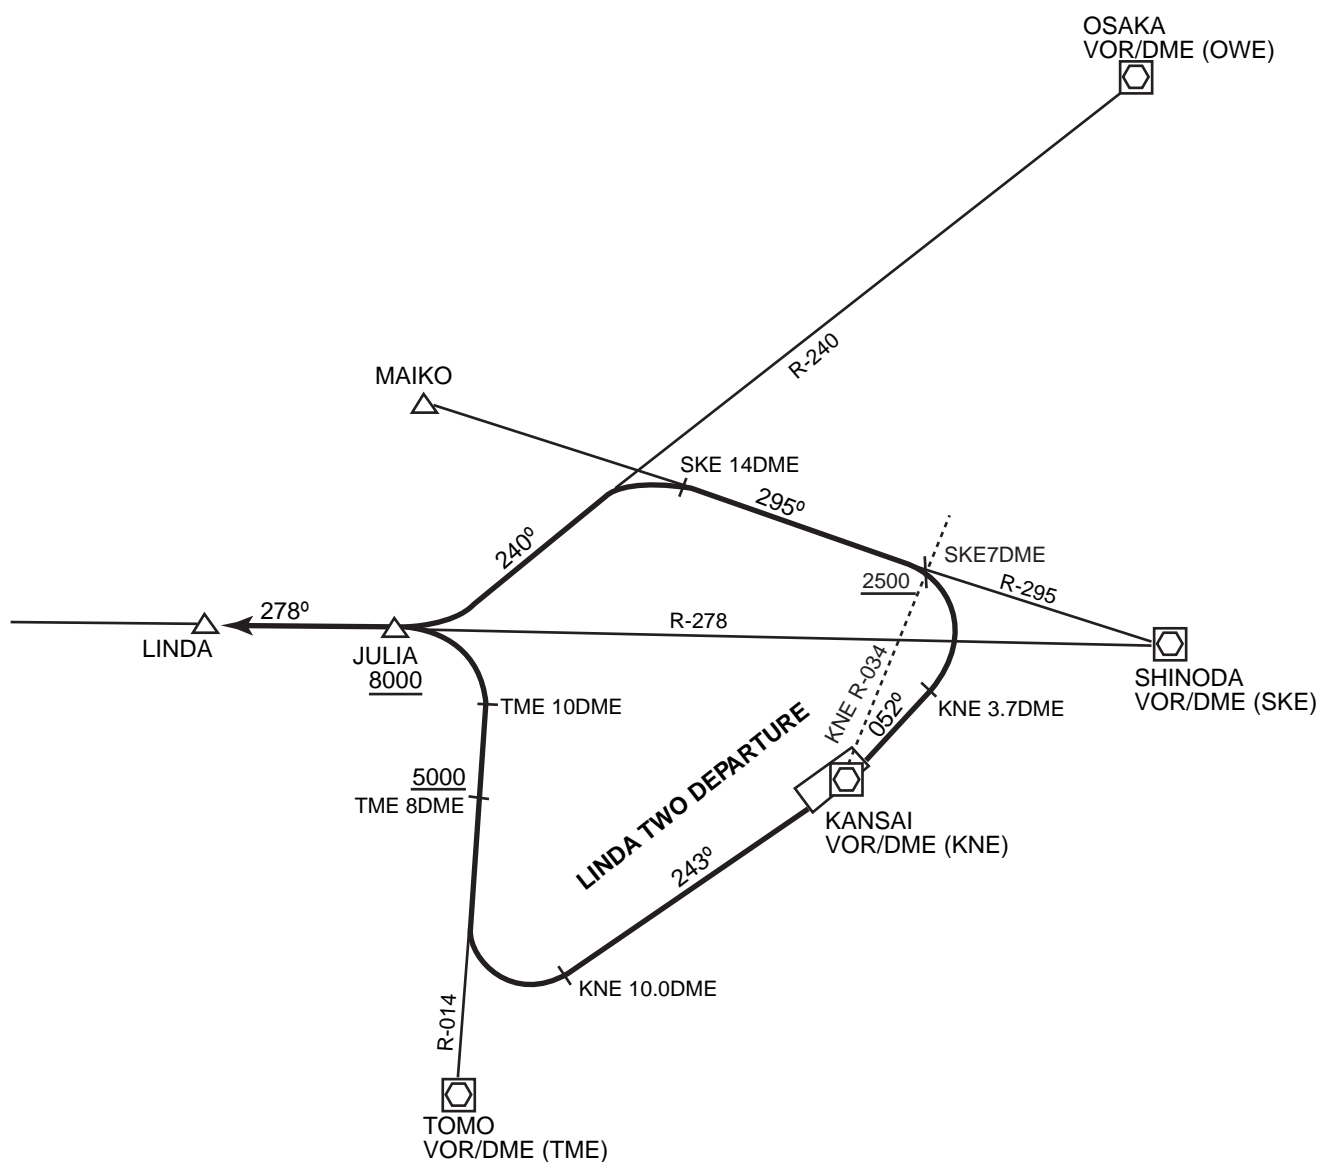 OSAKA
VOR/DME (OWE)
R-240
MAIKO
SKE 14DME
295º
240º
SKE7DME
2500
R-295
278º
R-278
LINDA
JULIA
8000
SHINODA
VOR/DME (SKE)
KNE R-034
052º
KNE 3.7DME
TME 10DME
LINDA TWO DEPARTURE
5000
TME 8DME
KANSAI
VOR/DME (KNE)
243º
KNE 10.0DME
R-014
TOMO
VOR/DME (TME)